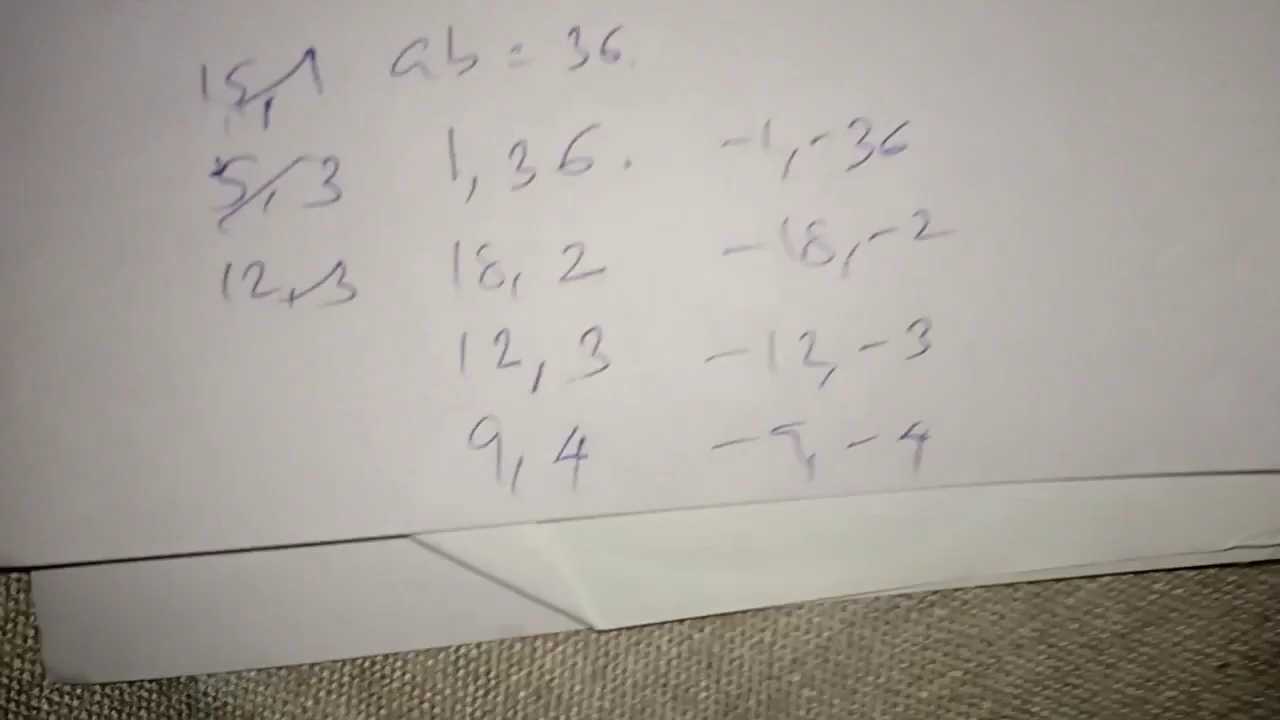 15,1 ab = 36.
5,3 1,36. -1,-36
12,3 18,2 -18,-2
12,3 -12,-3
9,4 -9,-4